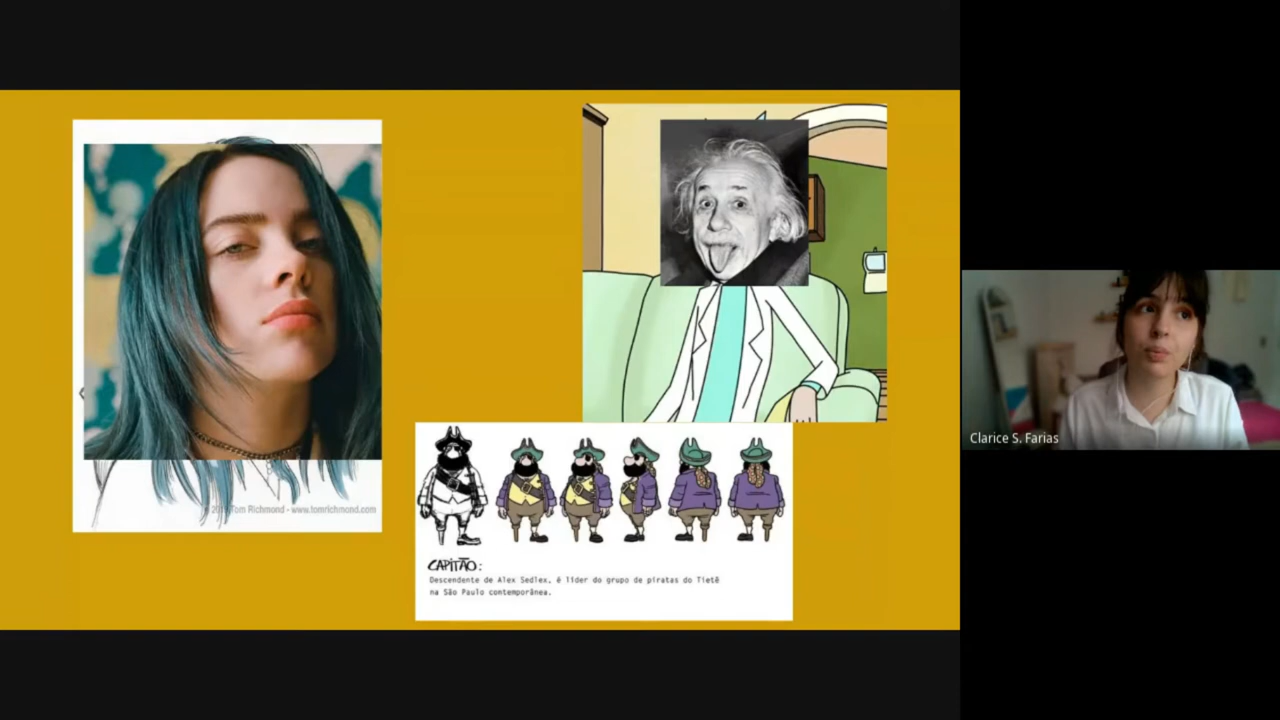 Tom Richmond - www.tomrichmond.com
CAPITÃO:
Descendente de Alex Sedlex, é líder do grupo de piratas do Tietê
na São Paulo contemporânea.
Clarice S. Farias